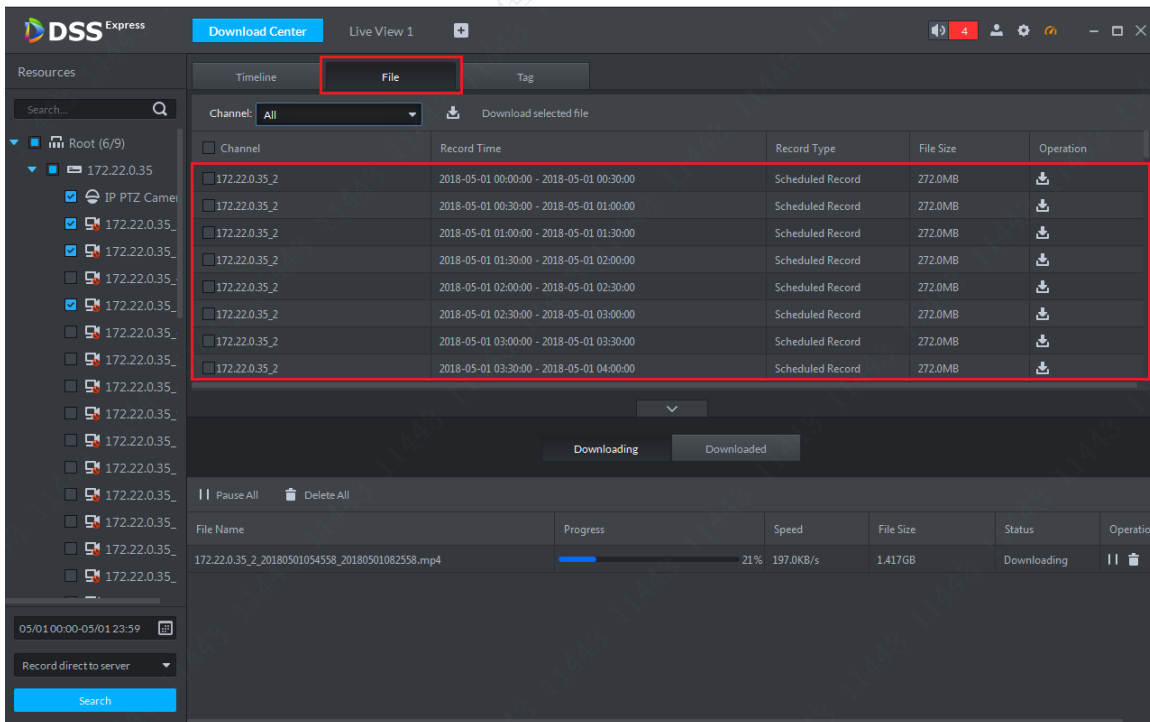 DSS Express
Download Center Live View 1 4
Resources
Timeline File Tag
Search...
Channel: All Download selected file
Root (6/9)
Channel Record Time Record Type File Size Operation
172.22.0.35
172.22.0.35_2 2018-05-01 00:00:00 - 2018-05-01 00:30:00 Scheduled Record 272.0MB
IP PTZ Camer
172.22.0.35_2 2018-05-01 00:30:00 - 2018-05-01 01:00:00 Scheduled Record 272.0MB
172.22.0.35_
172.22.0.35_2 2018-05-01 01:00:00 - 2018-05-01 01:30:00 Scheduled Record 272.0MB
172.22.0.35_
172.22.0.35_2 2018-05-01 01:30:00 - 2018-05-01 02:00:00 Scheduled Record 272.0MB
172.22.0.35_
172.22.0.35_2 2018-05-01 02:00:00 - 2018-05-01 02:30:00 Scheduled Record 272.0MB
172.22.0.35_
172.22.0.35_2 2018-05-01 02:30:00 - 2018-05-01 03:00:00 Scheduled Record 272.0MB
172.22.0.35_
172.22.0.35_2 2018-05-01 03:00:00 - 2018-05-01 03:30:00 Scheduled Record 272.0MB
172.22.0.35_
172.22.0.35_2 2018-05-01 03:30:00 - 2018-05-01 04:00:00 Scheduled Record 272.0MB
172.22.0.35_
172.22.0.35_
172.22.0.35_
Downloading Downloaded
172.22.0.35_
172.22.0.35_
Pause All Delete All
172.22.0.35_
File Name Progress Speed File Size Status Operatio
172.22.0.35_
172.22.0.35_2_20180501054558_20180501082558.mp4 21% 197.0KB/s 1.417GB Downloading
172.22.0.35_
05/01 00:00-05/01 23:59
Record direct to server
Search